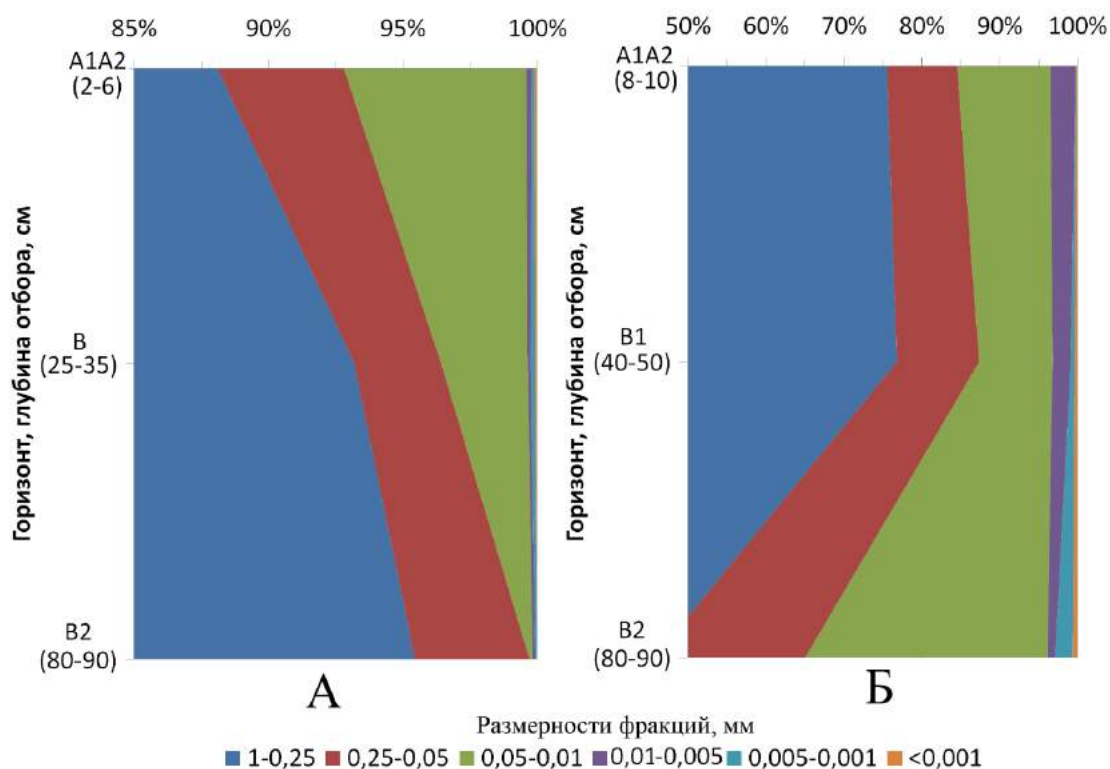 85% 90% 95% 100%
A1A2
(2-6)
B
(25-35)
B2
(80-90)
Горизонт, глубина отбора, см
А
50% 60% 70% 80% 90% 100%
A1A2
(8-10)
B1
(40-50)
B2
(80-90)
Горизонт, глубина отбора, см
Б
Размерности фракций, мм
1-0,25 0,25-0,05 0,05-0,01 0,01-0,005 0,005-0,001 <0,001